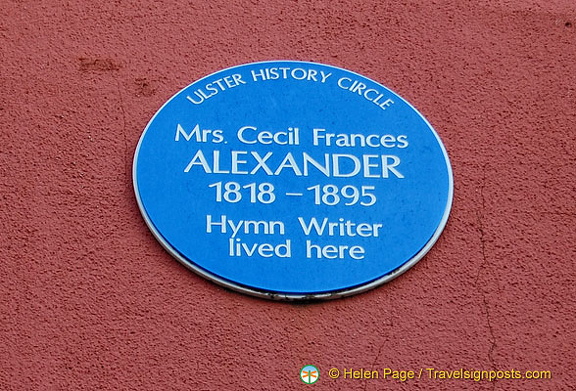 ULSTER HISTORY CIRCLE
Mrs. Cecil Frances
ALEXANDER
1818 – 1895
Hymn Writer
lived here
© Helen Page / Travelsignposts.com